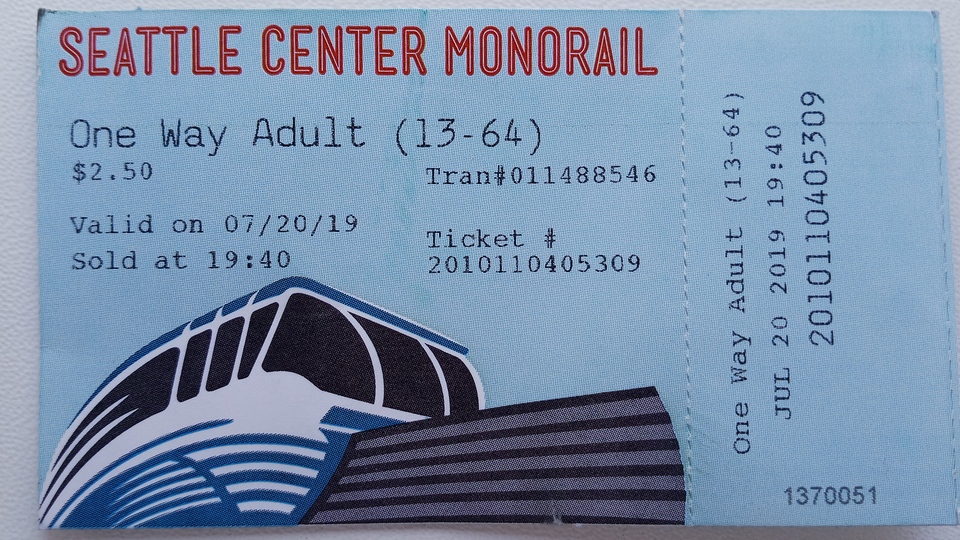 SEATTLE CENTER MONORAIL
One Way Adult (13-64)
$2.50
Tran#011488546
Valid on 07/20/19
Sold at 19:40
Ticket #
2010110405309
One Way Adult (13-64)
JUL 20 2019 19:40
2010110405309
1370051